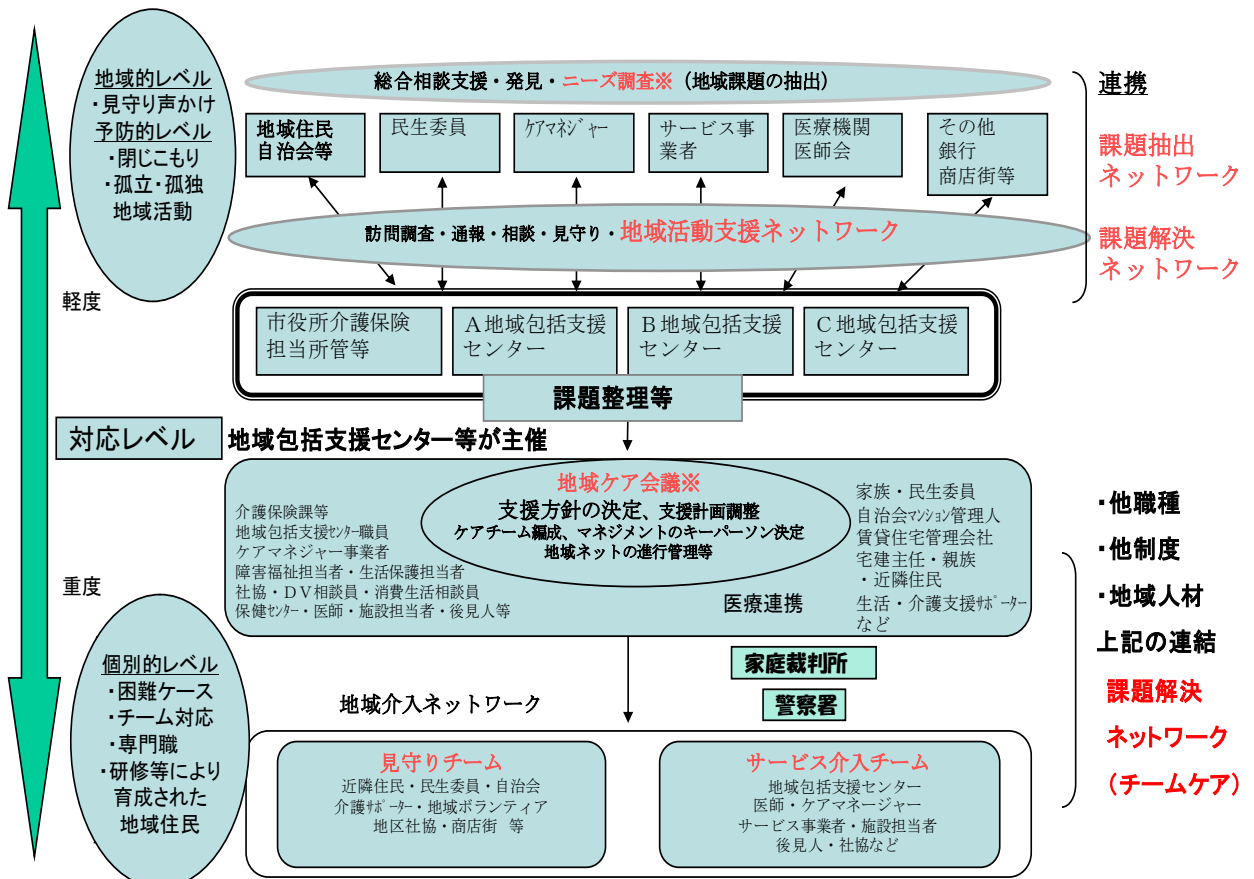 地域的レベル
・見守り声かけ
予防的レベル
・閉じこもり
・孤立・孤独
地域活動
軽度
総合相談支援・発見・ニーズ調査※（地域課題の抽出）
地域住民
自治会等
民生委員
ｹｱﾏﾈｼﾞｬｰ
サービス事
業者
医療機関
医師会
その他
銀行
商店街等
訪問調査・通報・相談・見守り・地域活動支援ネットワーク
市役所介護保険
担当所管等
Ａ地域包括支援
センター
Ｂ地域包括支援
センター
Ｃ地域包括支援
センター
課題整理等
連携
課題抽出
ネットワーク
課題解決
ネットワーク
対応レベル
地域包括支援センター等が主催
地域ケア会議※
支援方針の決定、支援計画調整
ケアチーム編成、マネジメントのキーパーソン決定
地域ネットの進行管理等
介護保険課等
地域包括支援ｾﾝﾀｰ職員
ケアマネジャー事業者
障害福祉担当者・生活保護担当者
社協・ＤＶ相談員・消費生活相談員
保健ｾﾝﾀｰ・医師・施設担当者・後見人等
医療連携
家族・民生委員
自治会ﾏﾝｼｮﾝ管理人
賃貸住宅管理会社
宅建主任・親族
・近隣住民
生活・介護支援ｻﾎﾟｰﾀｰ
など
重度
個別的レベル
・困難ケース
・チーム対応
・専門職
・研修等により
育成された
地域住民
家庭裁判所
警察署
地域介入ネットワーク
見守りチーム
近隣住民・民生委員・自治会
介護ｻﾎﾟｰﾀｰ・地域ボランティア
地区社協・商店街 等
サービス介入チーム
地域包括支援センター
医師・ケアマネージャー
サービス事業者・施設担当者
後見人・社協など
・他職種
・他制度
・地域人材
上記の連結
課題解決
ネットワーク
（チームケア）